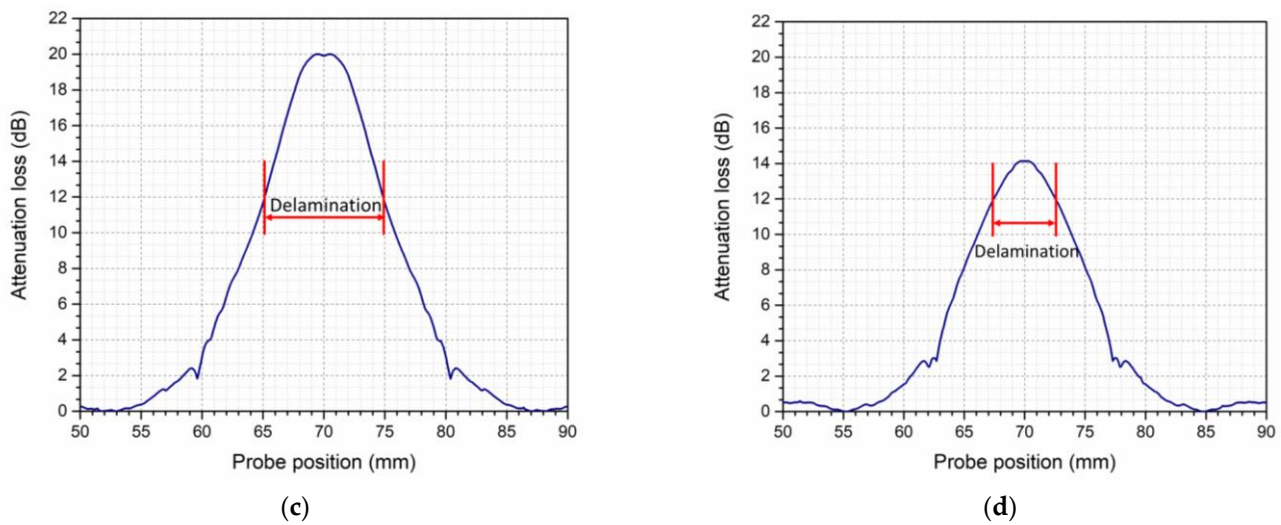 22
20
18
16
14
12
10
8
6
4
2
0
Attenuation loss (dB)
Delamination
50 55 60 65 70 75 80 85 90
Probe position (mm)
(c)
22
20
18
16
14
12
10
8
6
4
2
0
Attenuation loss (dB)
Delamination
50 55 60 65 70 75 80 85 90
Probe position (mm)
(d)